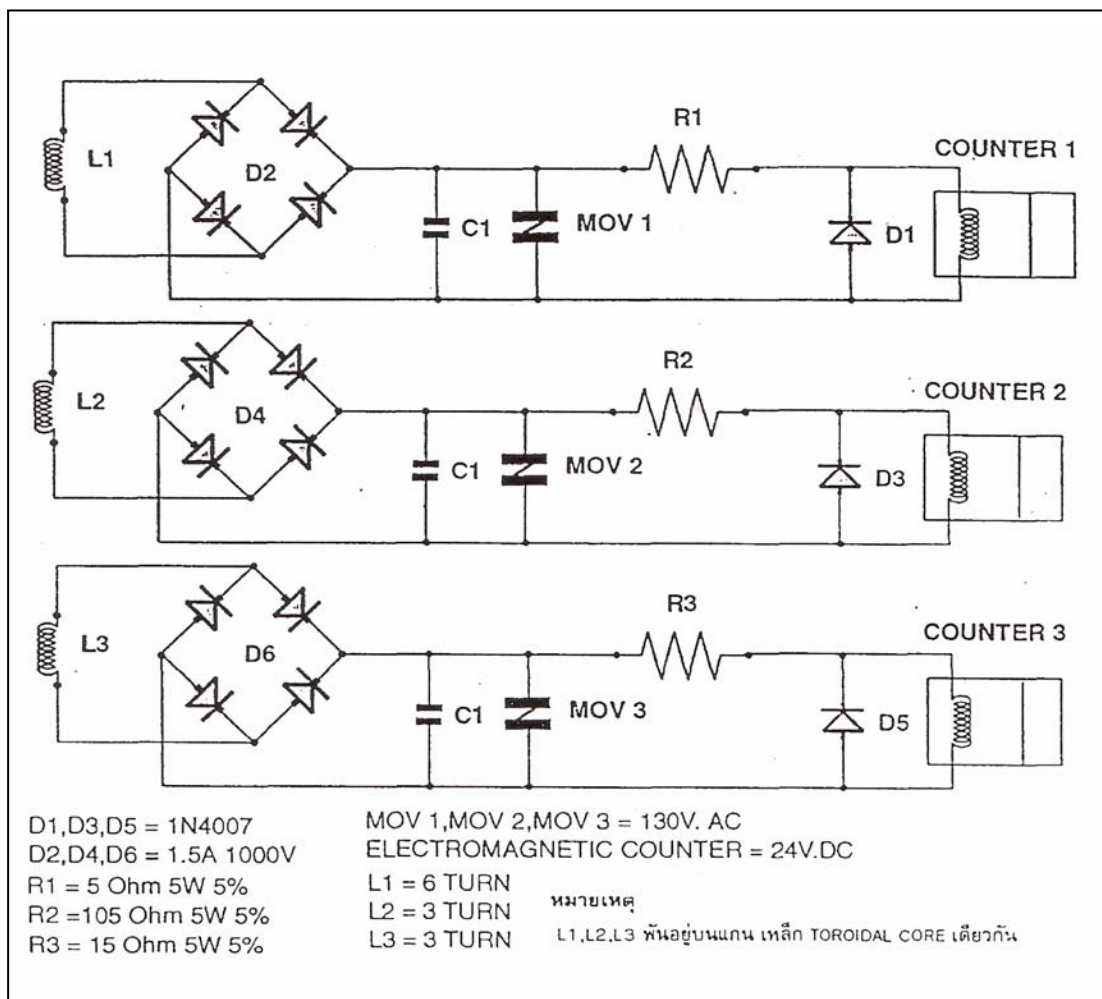 R1
COUNTER 1
L1
D2
C1
MOV 1
D1
R2
COUNTER 2
L2
D4
C1
MOV 2
D3
R3
COUNTER 3
L3
D6
C1
MOV 3
D5
D1,D3,D5 = 1N4007
D2,D4,D6 = 1.5A 1000V
R1 = 5 Ohm 5W 5%
R2 =105 Ohm 5W 5%
R3 = 15 Ohm 5W 5%
MOV 1,MOV 2,MOV 3 = 130V. AC
ELECTROMAGNETIC COUNTER = 24V.DC
L1 = 6 TURN
L2 = 3 TURN
L3 = 3 TURN
หมายเหตุ
L1,L2,L3 พันอยู่บนแกน เหล็ก TOROIDAL CORE เดียวกัน